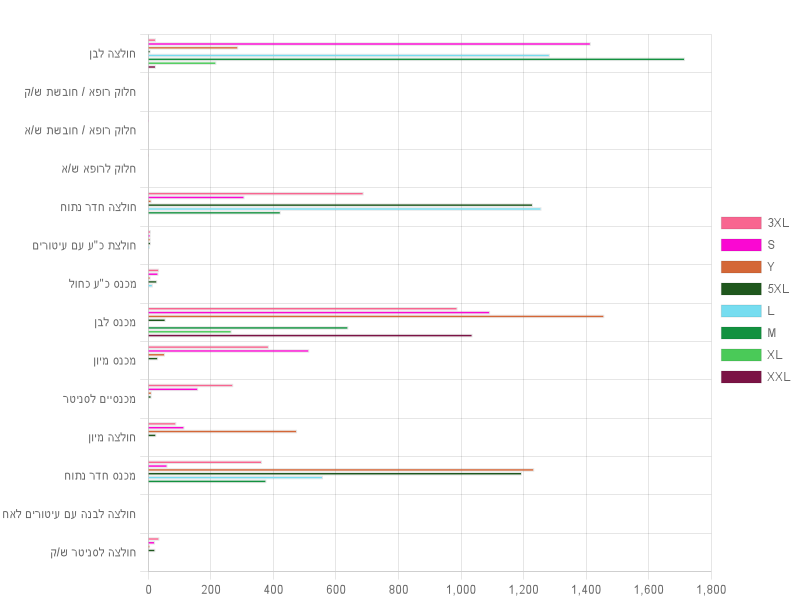 חולצה לבן
חלוק רופא / חובשת ש/ק
חלוק רופא / חובשת ש/א
חלוק לרופא ש/א
חולצה חדר נתוח
חולצת כ"ע עם עיטורים
מכנס כ"ע כחול
מכנס לבן
מכנס מיון
מכנסיים לסניטר
חולצה מיון
מכנס חדר נתוח
חולצה לבנה עם עיטורים לאח
חולצה לסניטר ש/ק
0 200 400 600 800 1,000 1,200 1,400 1,600 1,800
3XL
S
Y
5XL
L
M
XL
XXL